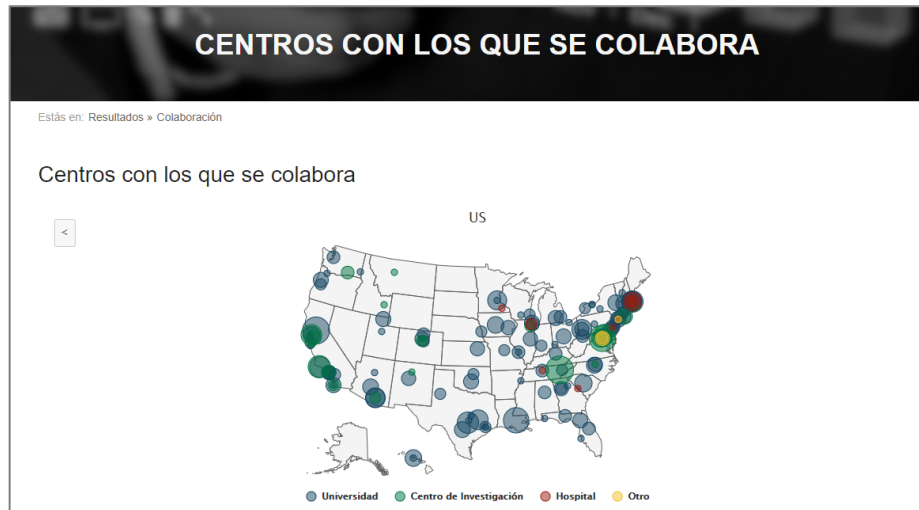 CENTROS CON LOS QUE SE COLABORA
Estás en: Resultados » Colaboración
Centros con los que se colabora
<
US
Universidad Centro de Investigación Hospital Otro